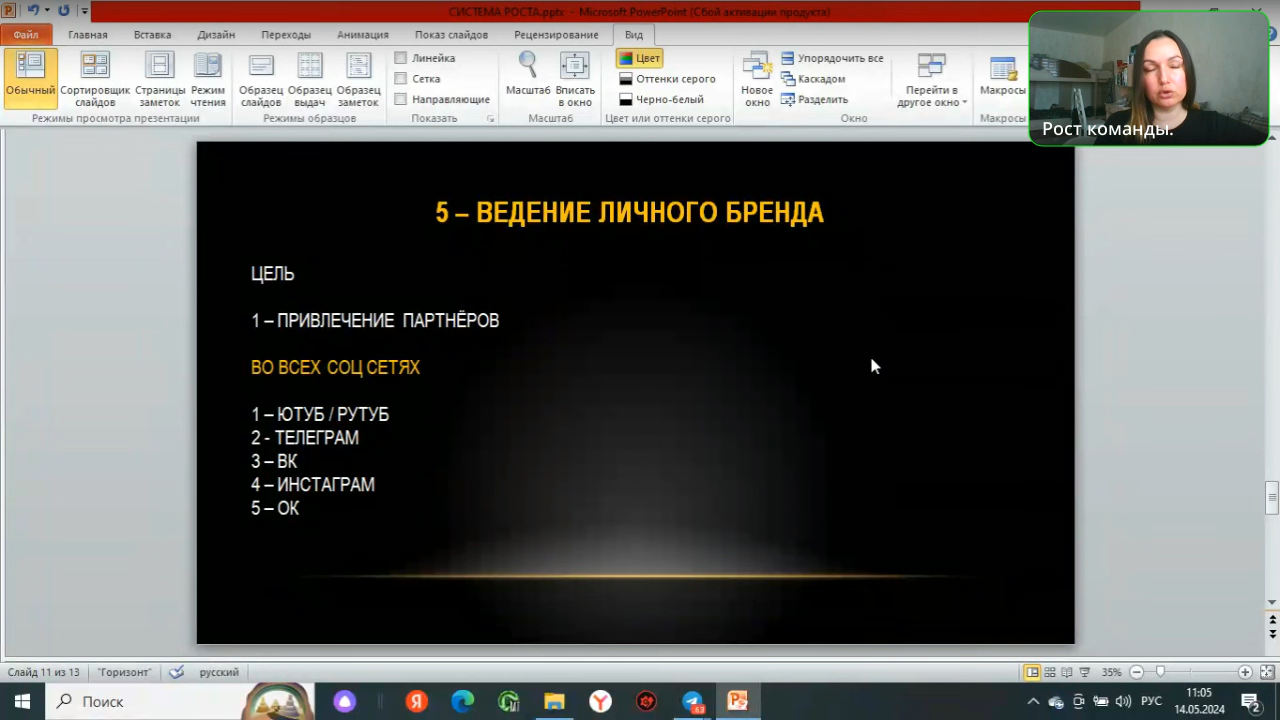 СИСТЕМА РОСТА.pptx - Microsoft PowerPoint (Сбой активации продукта)
Файл Главная Вставка Дизайн Переходы Анимация Показ слайдов Рецензирование Вид
Обычный
Сортировщик слайдов
Страницы заметок
Режим чтения
Режимы просмотра презентации
Образец слайдов
Образец выдач
Образец заметок
Режимы образцов
Линейка
Сетка
Направляющие
Показать
Масштаб
Вписать в окно
Масштаб
Цвет
Оттенки серого
Черно-белый
Цвет или оттенки серого
Новое окно
Упорядочить все
Каскадом
Разделить
Перейти в другое окно
Окно
Макросы
Макросы
Рост команды.
5 – ВЕДЕНИЕ ЛИЧНОГО БРЕНДА
ЦЕЛЬ
1 – ПРИВЛЕЧЕНИЕ ПАРТНЁРОВ
ВО ВСЕХ СОЦ СЕТЯХ
1 – ЮТУБ / РУТУБ
2 - ТЕЛЕГРАМ
3 – ВК
4 – ИНСТАГРАМ
5 – ОК
Слайд 11 из 13 "Горизонт" русский 35%
Поиск
63
РУС
11:05
14.05.2024
2